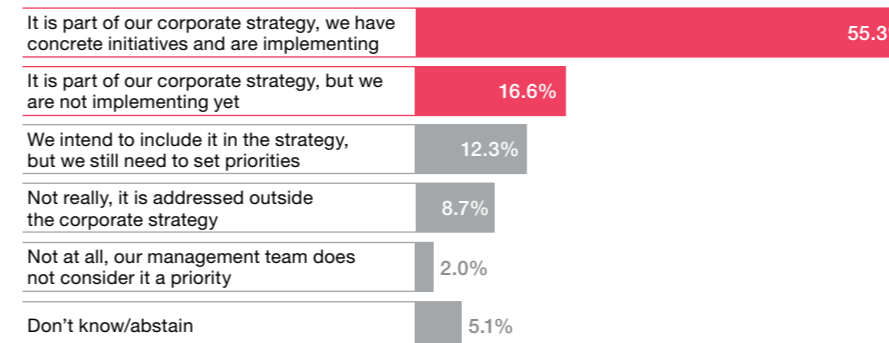 It is part of our corporate strategy, we have
concrete initiatives and are implementing
55.3
It is part of our corporate strategy, but we
are not implementing yet
16.6%
We intend to include it in the strategy,
but we still need to set priorities
12.3%
Not really, it is addressed outside
the corporate strategy
8.7%
Not at all, our management team does
not consider it a priority
2.0%
Don’t know/abstain
5.1%